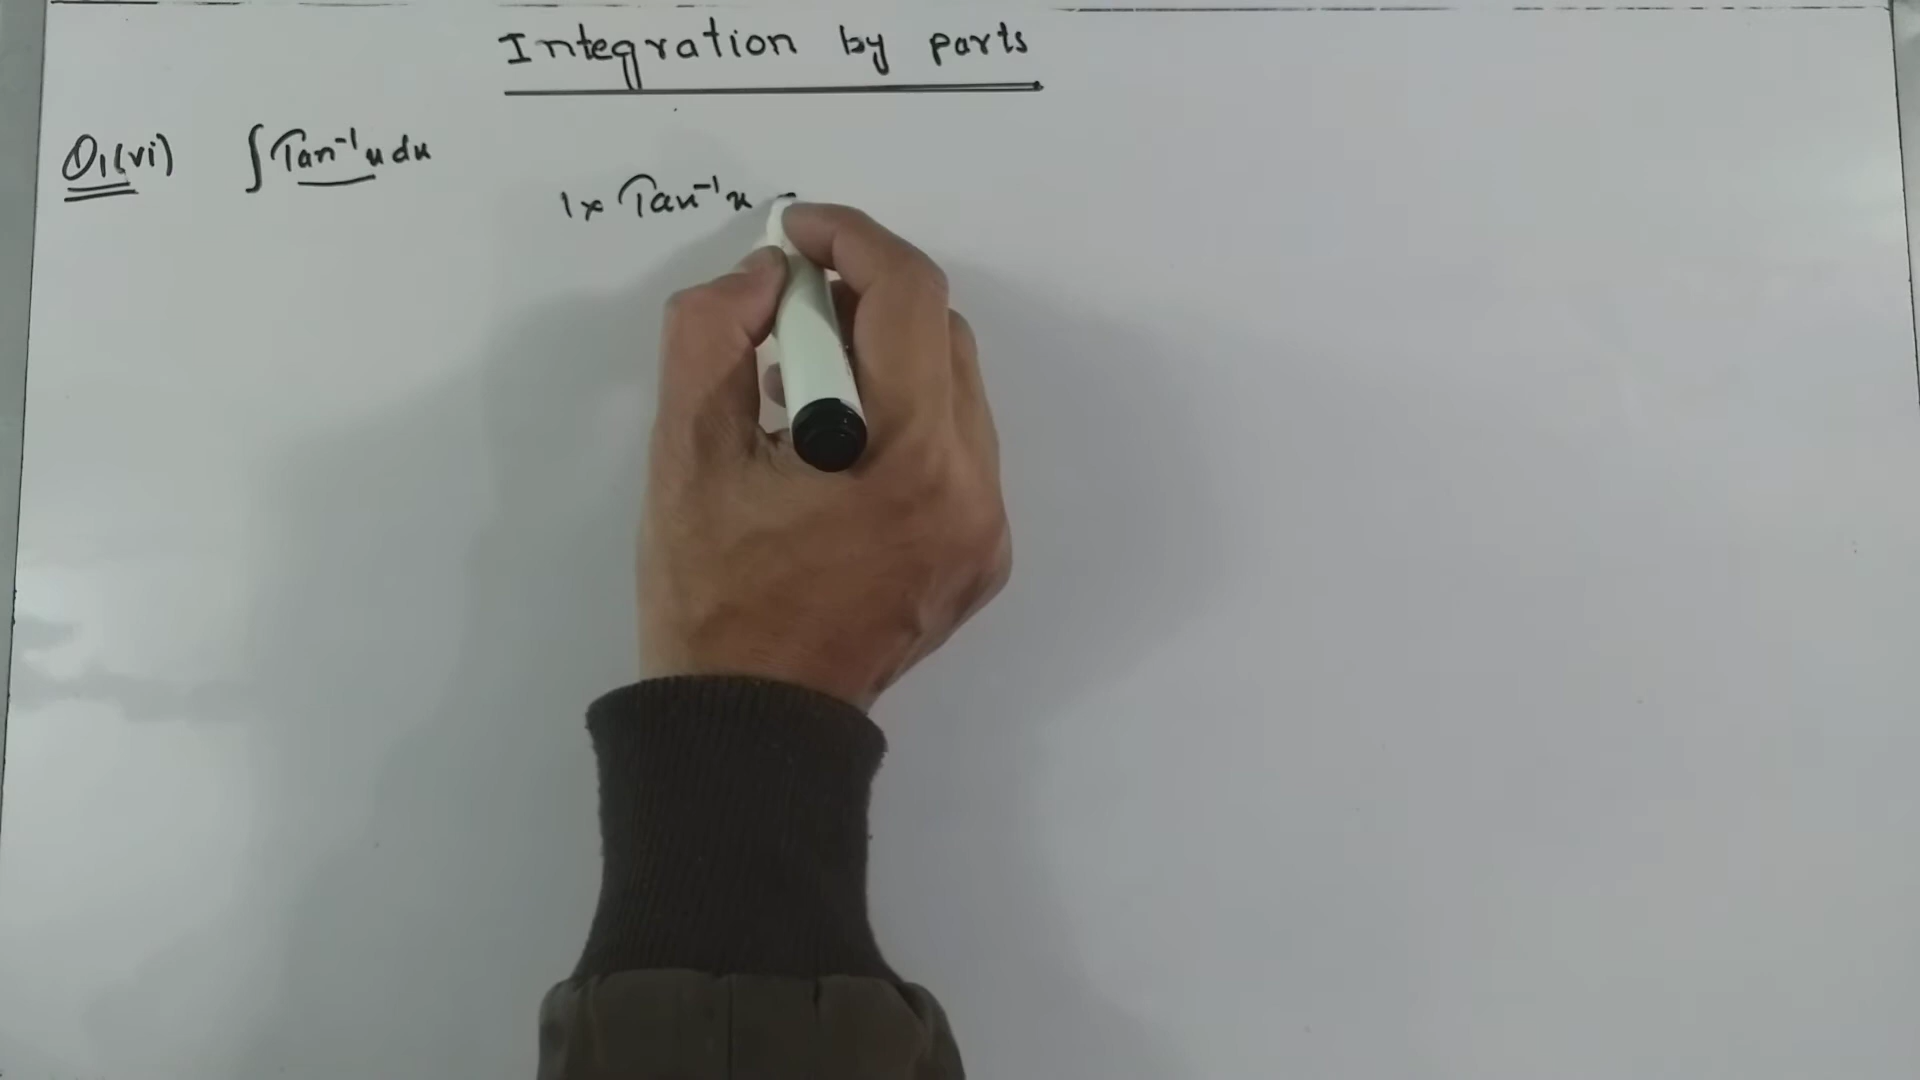 Integration by parts
Q1(vi) ∫Tan⁻¹x dx
1× Tan⁻¹x =